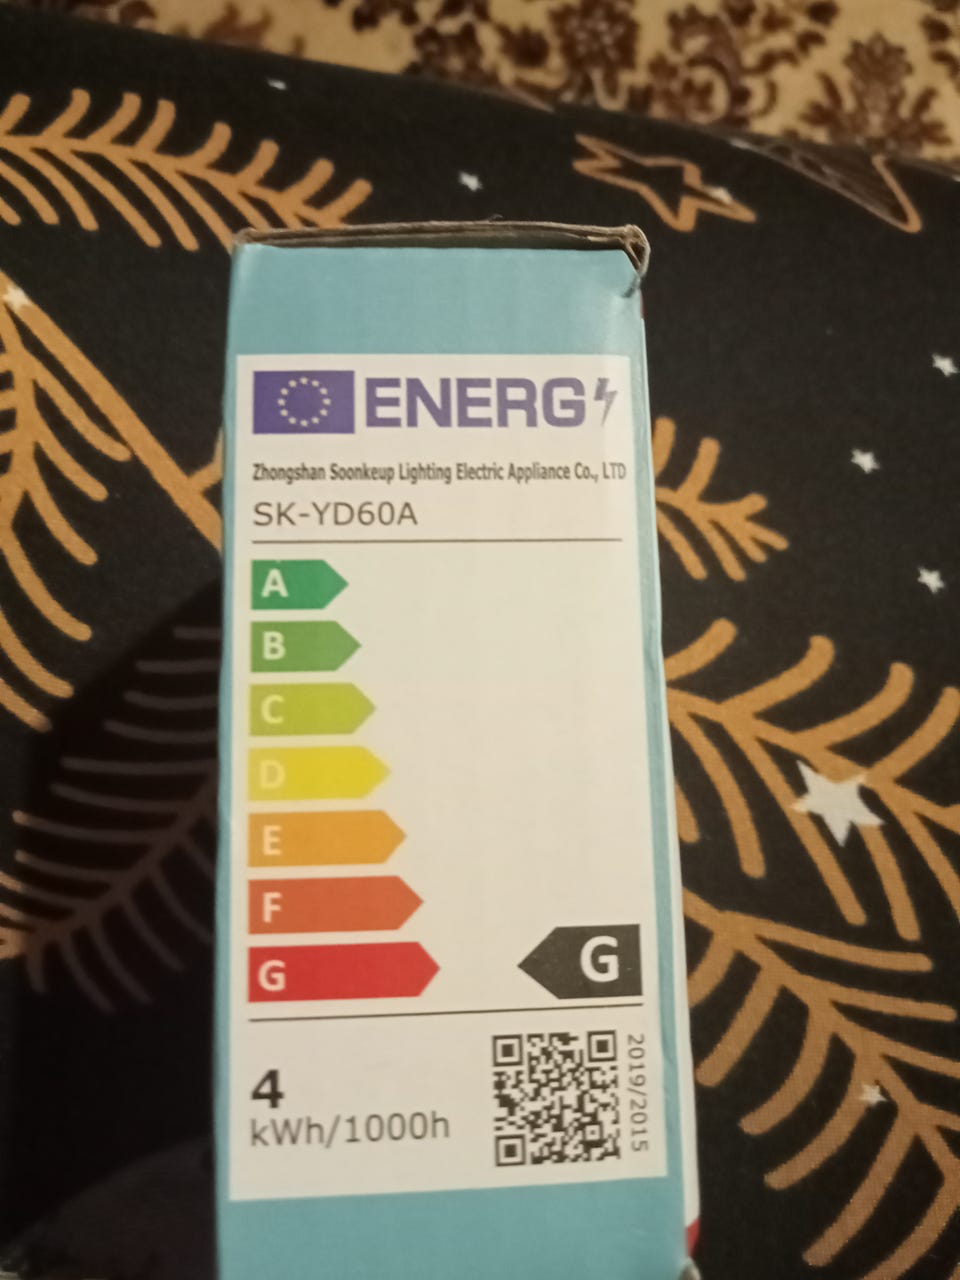 ENERG
Zhongshan Soonkeup Lighting Electric Appliance Co., LTD
SK-YD60A
A
B
C
D
E
F
G
G
4
kWh/1000h
2019/2015